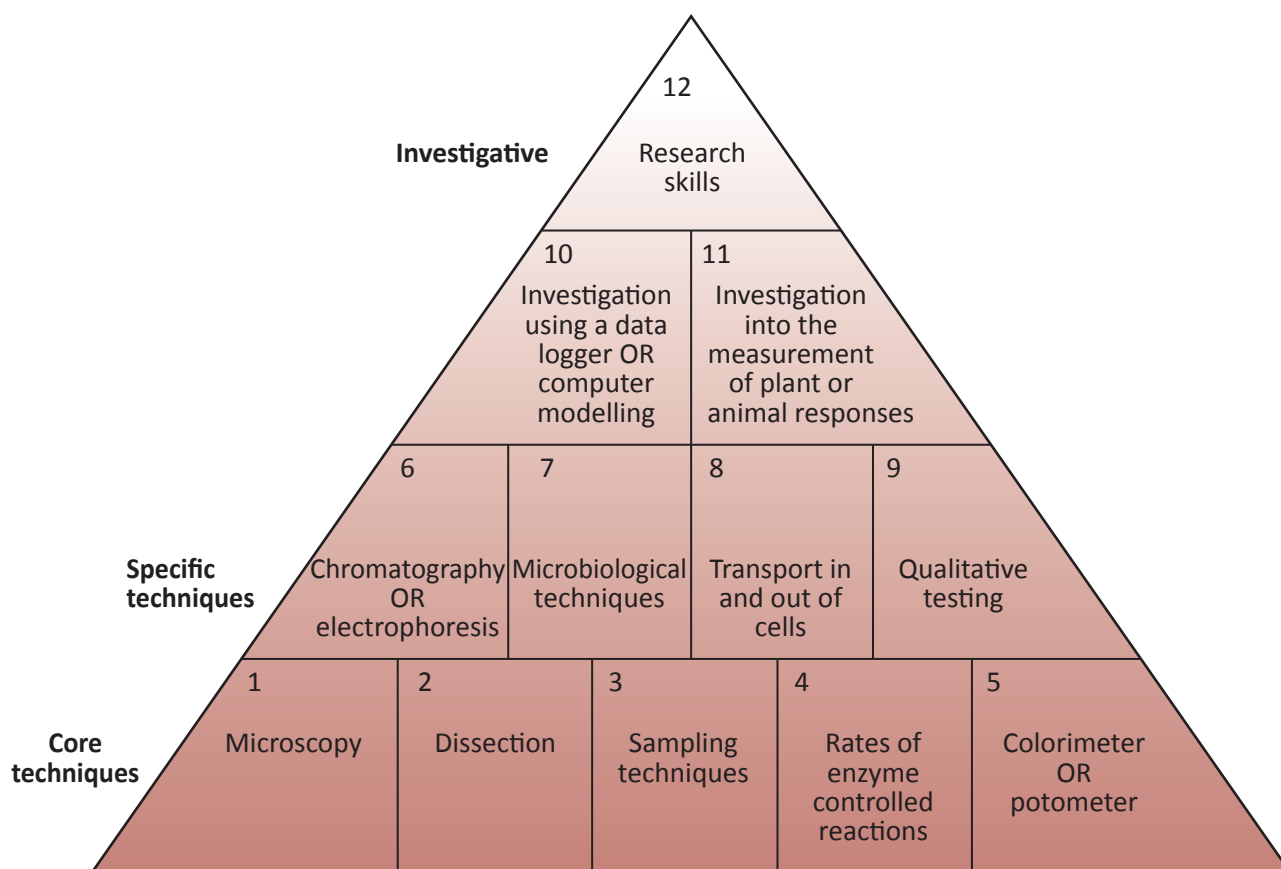 12
Investigative
Research
skills
10
Investigation
using a data
logger OR
computer
modelling
11
Investigation
into the
measurement
of plant or
animal responses
Specific
techniques
6
Chromatography
OR
electrophoresis
7
Microbiological
techniques
8
Transport in
and out of
cells
9
Qualitative
testing
Core
techniques
1
Microscopy
2
Dissection
3
Sampling
techniques
4
Rates of
enzyme
controlled
reactions
5
Colorimeter
OR
potometer